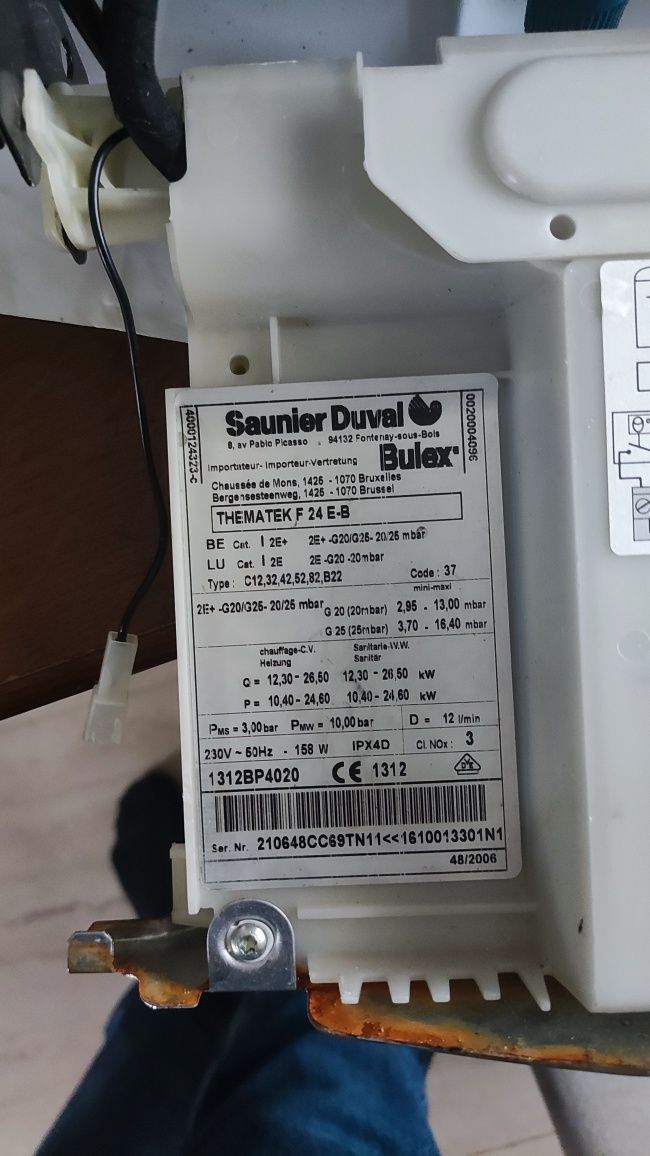 4000124323-c
0020004096
Saunier Duval
8, av Pablo Picasso . 94132 Fontenay-sous-Bois
Importateur- Importeur-Vertretung Bulex
Chaussée de Mons, 1425 - 1070 Bruxelles
Bergensesteenweg, 1425 - 1070 Brussel
THEMATEK F 24 E-B
BE Cat. I 2E+ 2E+ -G20/G25- 20/25 mbar
LU Cat. I 2E 2E -G20 -20mbar
Type : C12,32,42,52,82,B22 Code : 37
mini-maxi
2E+ -G20/G25- 20/25 mbar G 20 (20mbar) 2,95 - 13,00 mbar
G 25 (25mbar) 3,70 - 16,40 mbar
chauffage-C.V. Sanitaire-W.W.
Heizung Sanitär
Q = 12,30 - 26,50 12,30 - 26,50 kW
P = 10,40 - 24,60 10,40 - 24,60 kW
PMS = 3,00 bar PMW = 10,00 bar D = 12 l/min
230V ~ 50Hz - 158 W IPX4D Cl. NOx : 3
1312BP4020 CE 1312
Ser. Nr. 210648CC69TN11<<1610013301N1
48/2006